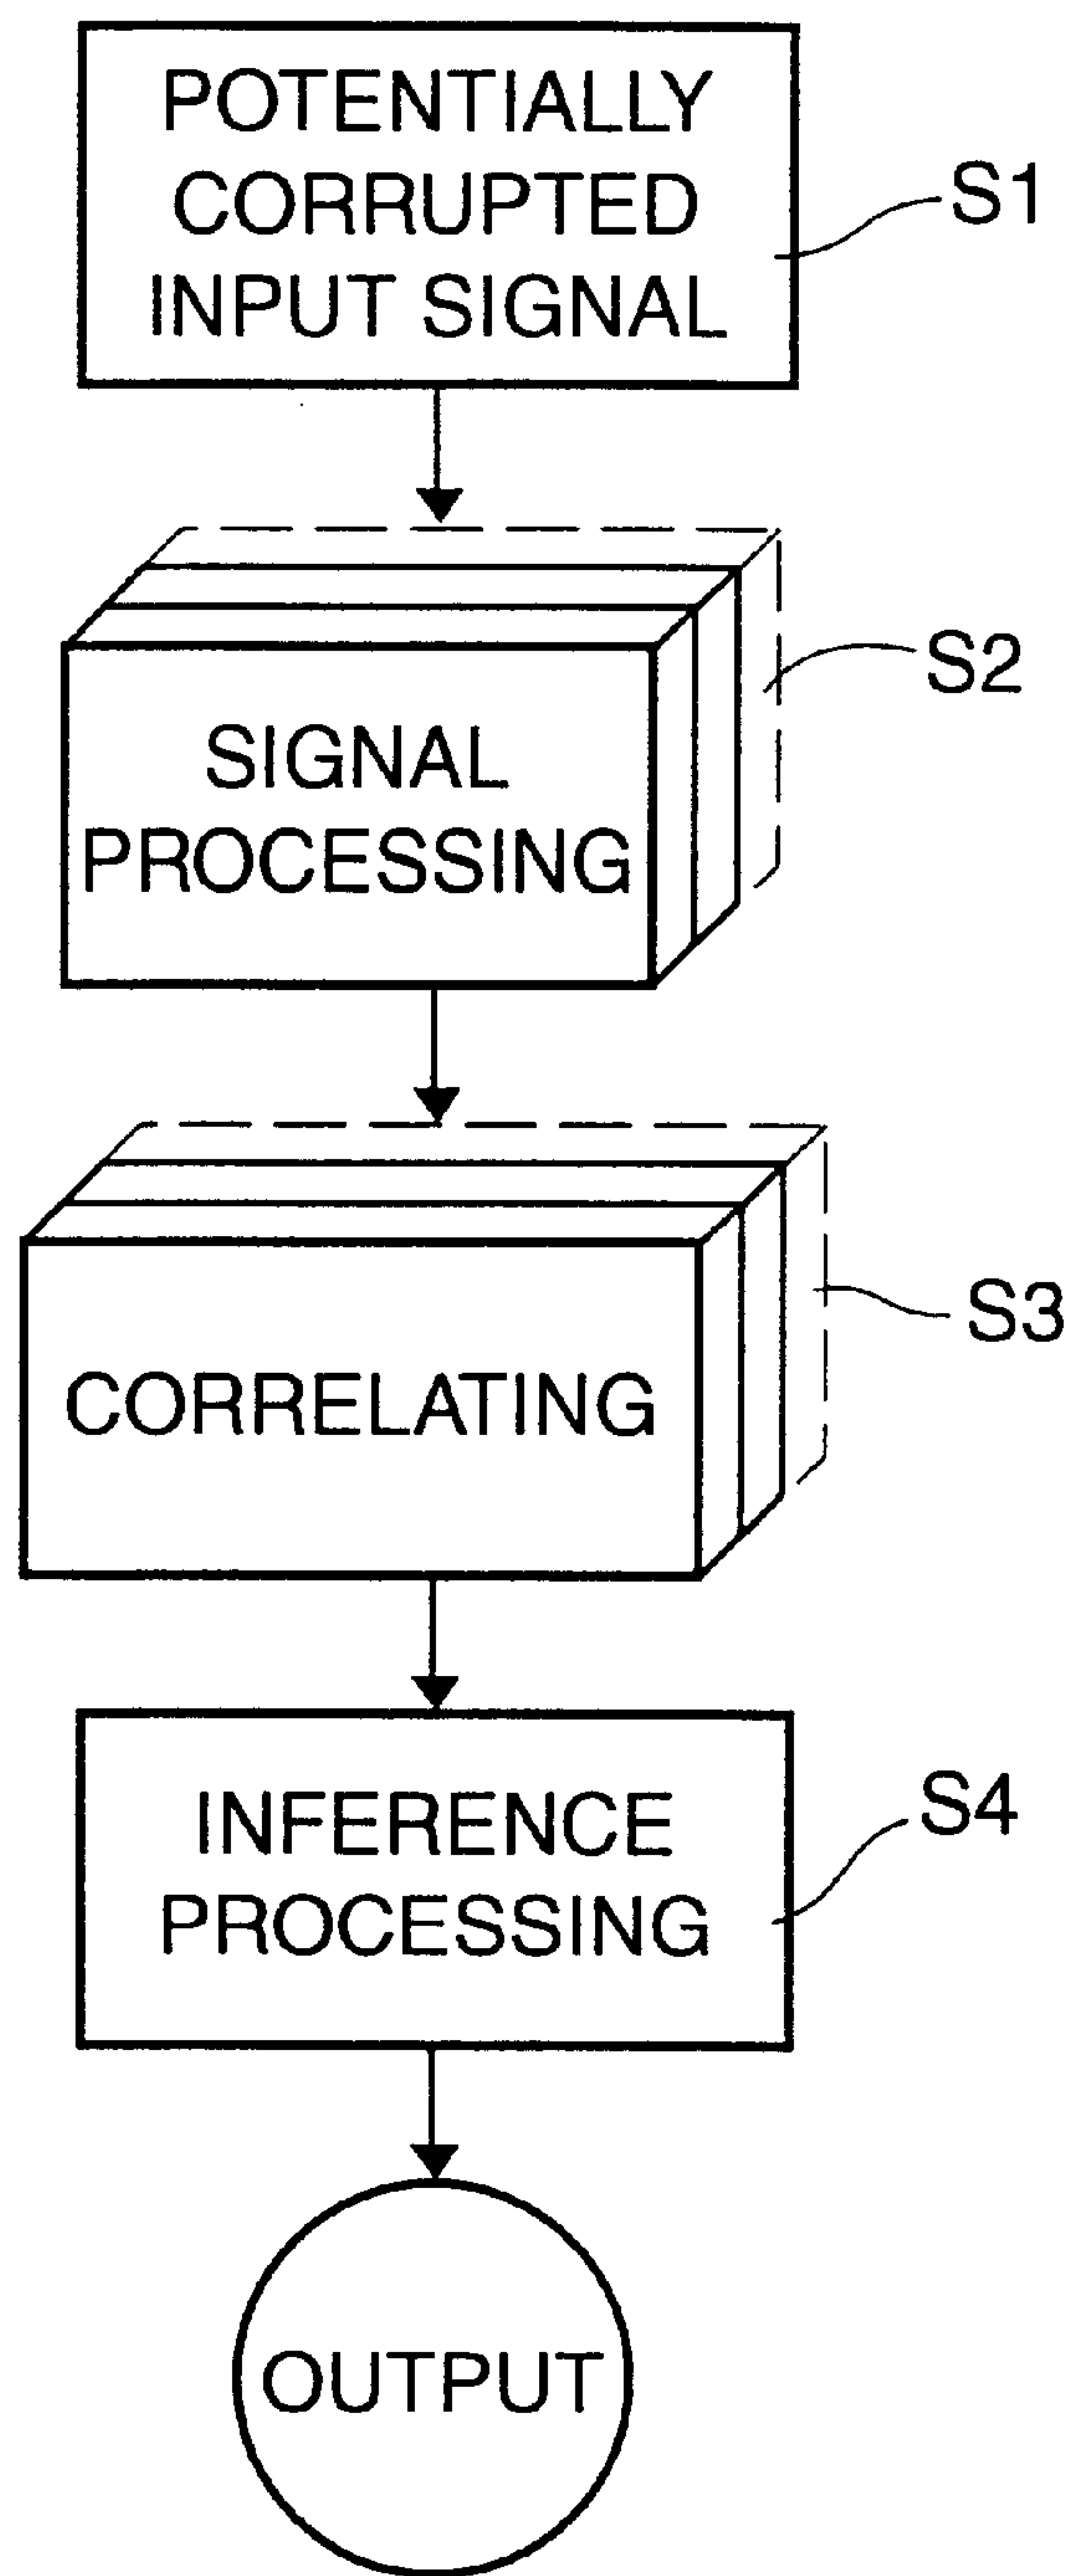 POTENTIALLY
CORRUPTED
INPUT SIGNAL
S1
S2
SIGNAL
PROCESSING
S3
CORRELATING
INFERENCE
PROCESSING
S4
OUTPUT